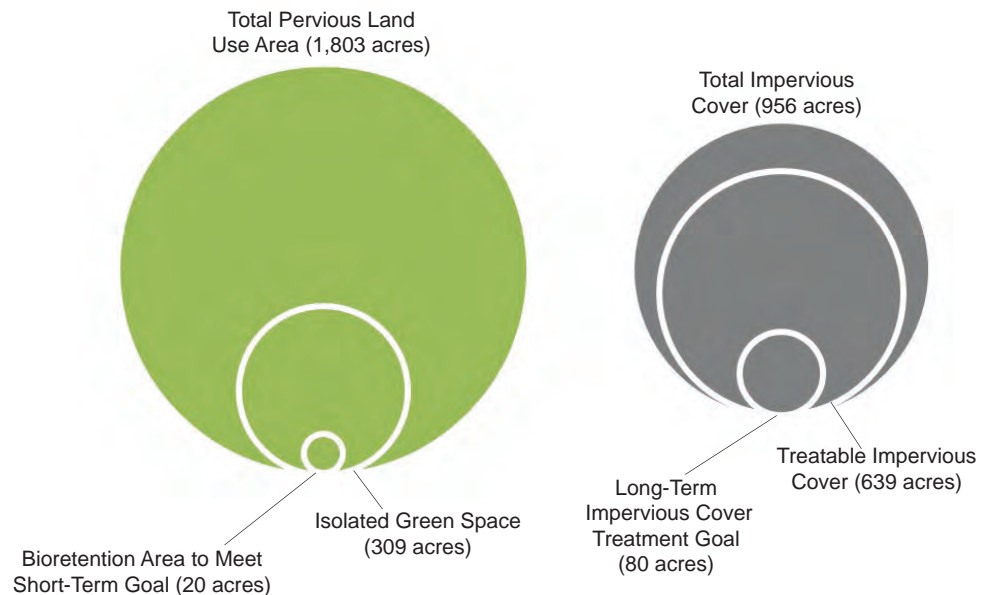 Total Pervious Land
Use Area (1,803 acres)
Total Impervious
Cover (956 acres)
Treatable Impervious
Cover (639 acres)
Long-Term
Impervious Cover
Treatment Goal
(80 acres)
Isolated Green Space
(309 acres)
Bioretention Area to Meet
Short-Term Goal (20 acres)